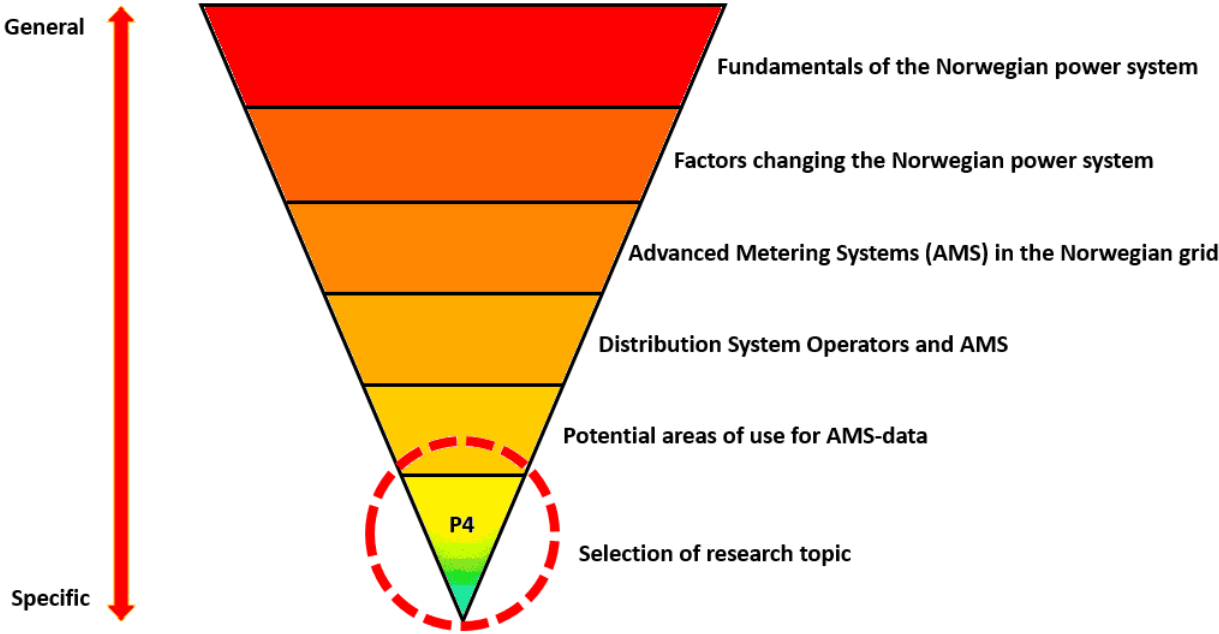 General
Fundamentals of the Norwegian power system
Factors changing the Norwegian power system
Advanced Metering Systems (AMS) in the Norwegian grid
Distribution System Operators and AMS
Potential areas of use for AMS-data
P4
Selection of research topic
Specific